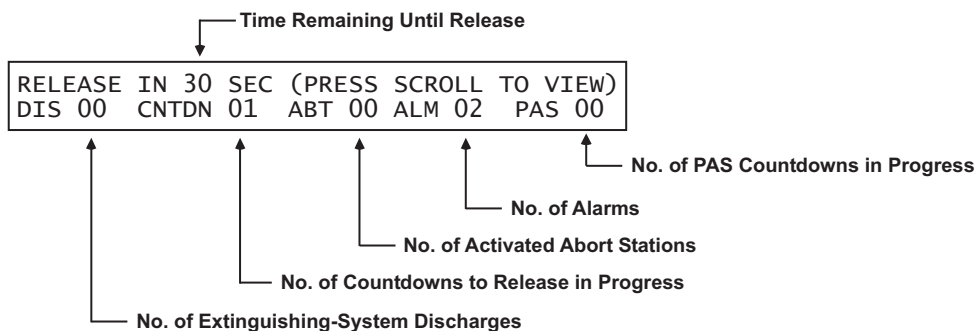 Time Remaining Until Release
RELEASE IN 30 SEC (PRESS SCROLL TO VIEW)
DIS 00 CNTDN 01 ABT 00 ALM 02 PAS 00
No. of PAS Countdowns in Progress
No. of Alarms
No. of Activated Abort Stations
No. of Countdowns to Release in Progress
No. of Extinguishing-System Discharges